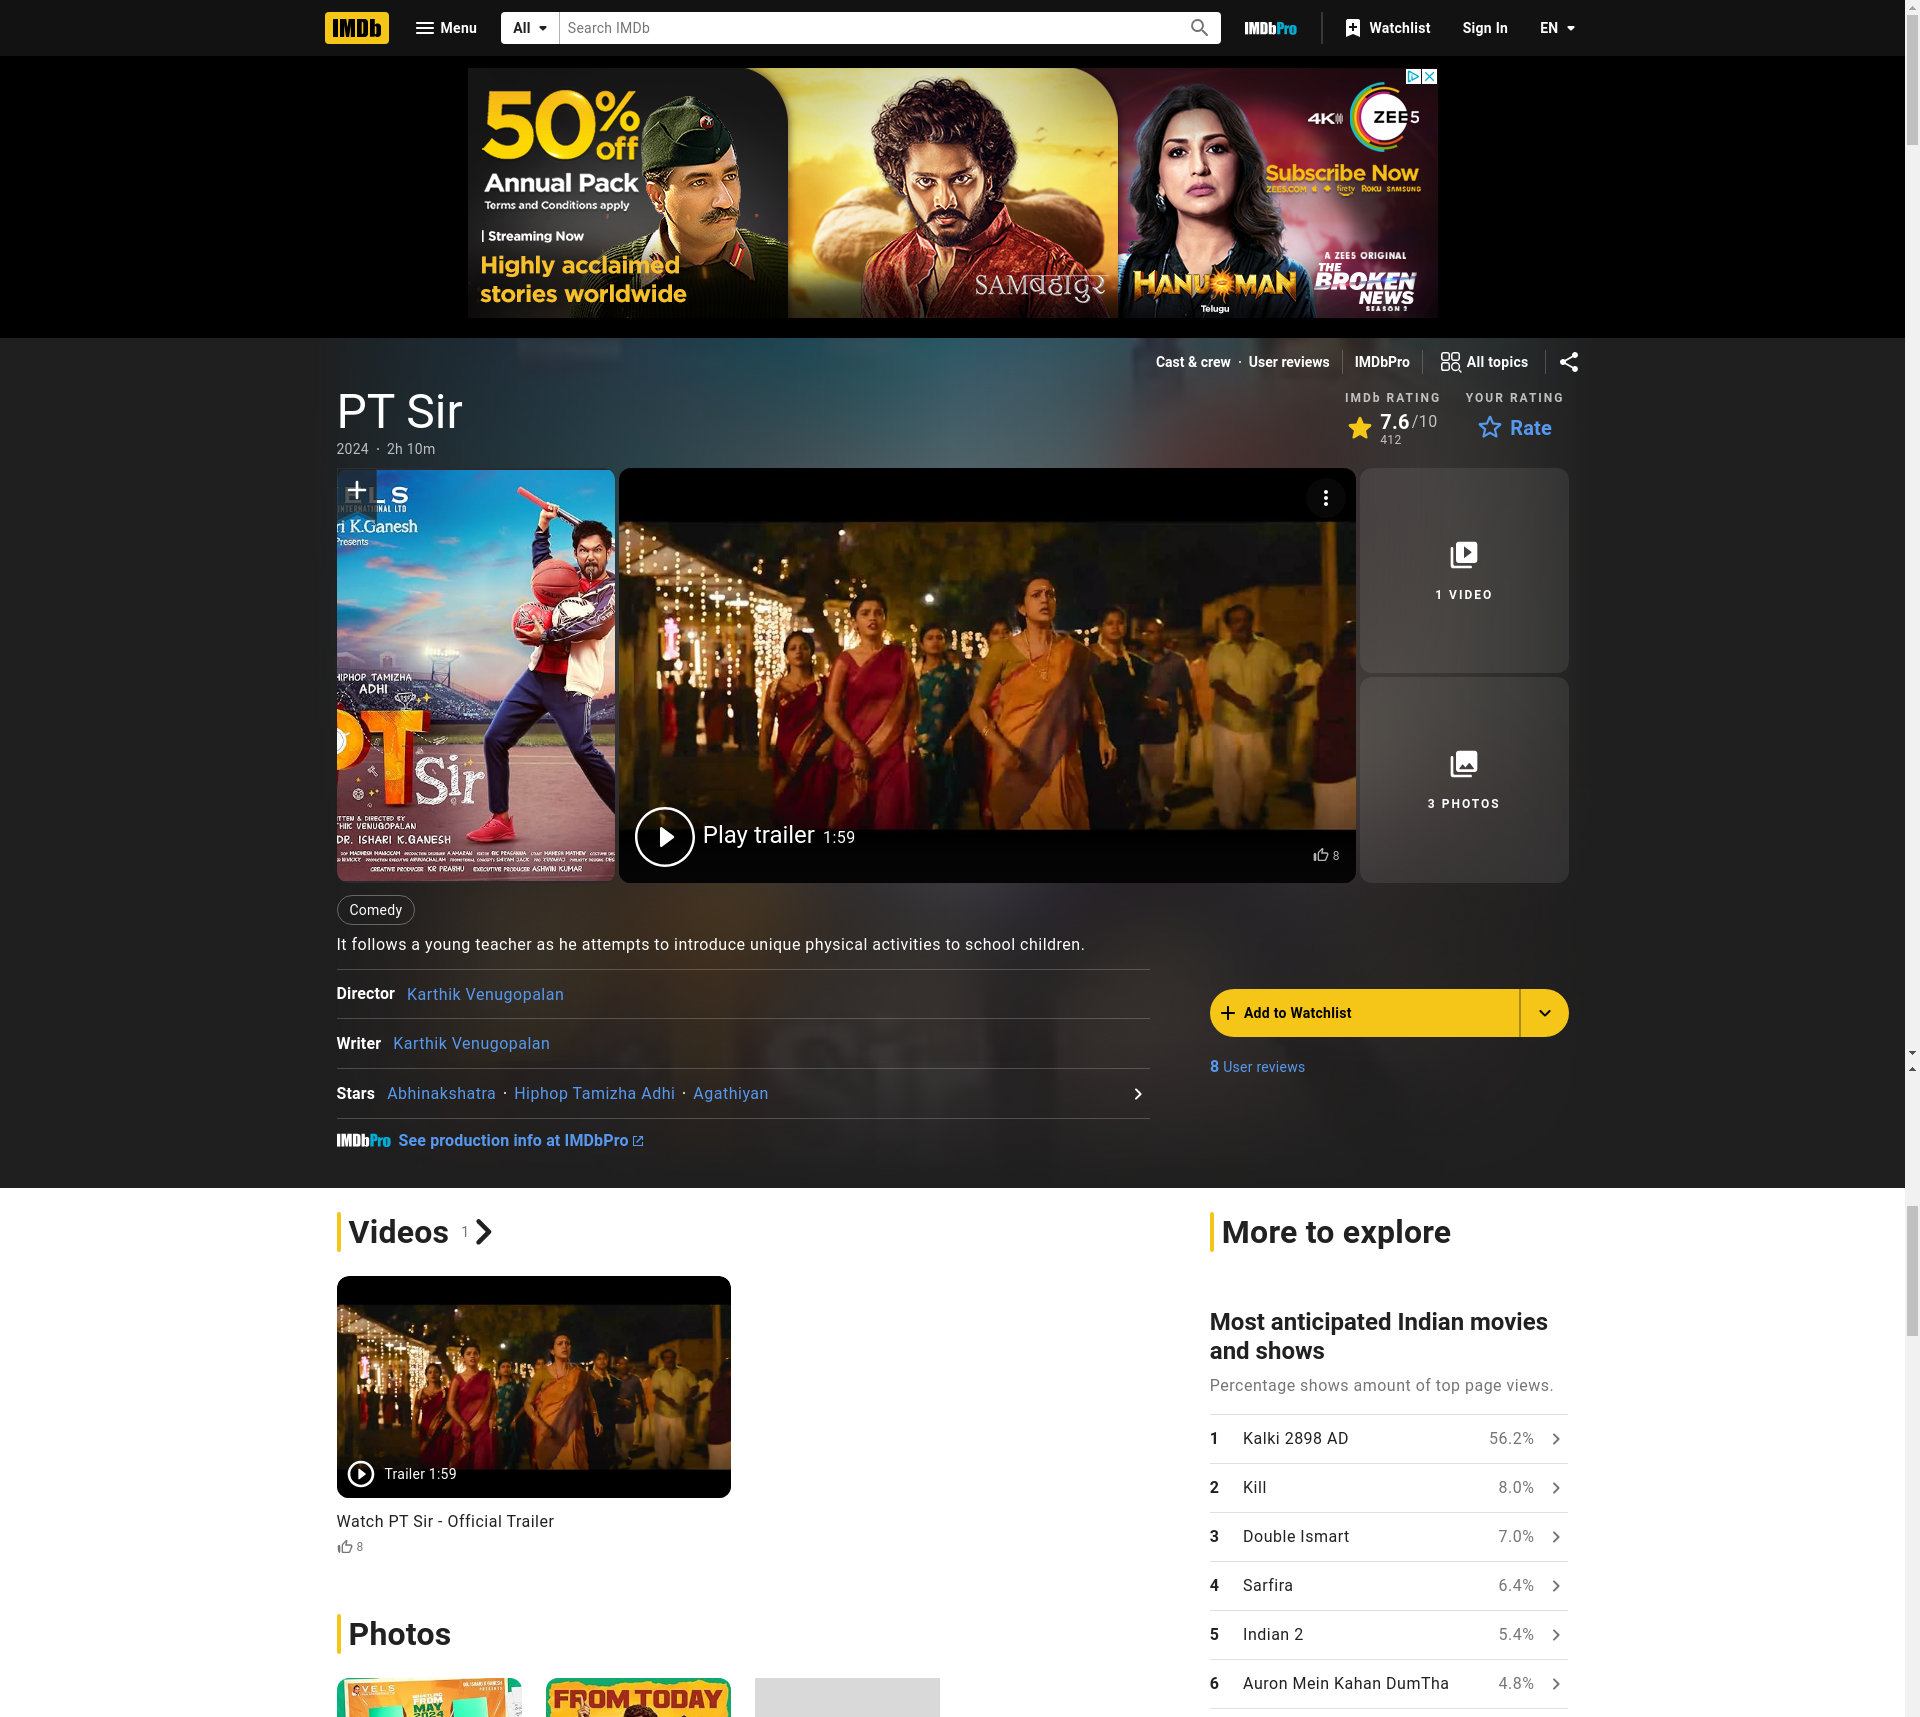 IMDb
Menu
All
Search IMDb
IMDbPro
Watchlist
Sign In
EN
50% off
Annual Pack
Terms and Conditions apply
| Streaming Now
Highly acclaimed
stories worldwide
SAMबहादुर
HANUMAN
Telugu
4K
ZEE5
Subscribe Now
ZEE5.COM firetv Roku SAMSUNG
A ZEE5 ORIGINAL
THE
BROKEN
NEWS
SEASON 2
Cast & crew · User reviews
IMDbPro
All topics
PT Sir
2024 · 2h 10m
IMDb RATING
7.6/10
412
YOUR RATING
Rate
ELS
INTERNATIONAL LTD
ri K.Ganesh
Presents
HIPHOP TAMIZHA
ADHI
PT
Sir
THIK VENUGOPALAN
DR. ISHARI K.GANESH
CREATIVE PRODUCER KR PRABHU EXECUTIVE PRODUCER ASHWIN KUMAR
Play trailer 1:59
8
1 VIDEO
3 PHOTOS
Comedy
It follows a young teacher as he attempts to introduce unique physical activities to school children.
Director Karthik Venugopalan
Writer Karthik Venugopalan
Stars Abhinakshatra · Hiphop Tamizha Adhi · Agathiyan
IMDbPro See production info at IMDbPro
Add to Watchlist
8 User reviews
Videos 1
Trailer 1:59
Watch PT Sir - Official Trailer
8
Photos
VELS
FROM
MAY
2024
FROM TODAY
More to explore
Most anticipated Indian movies
and shows
Percentage shows amount of top page views.
1 Kalki 2898 AD 56.2%
2 Kill 8.0%
3 Double Ismart 7.0%
4 Sarfira 6.4%
5 Indian 2 5.4%
6 Auron Mein Kahan DumTha 4.8%